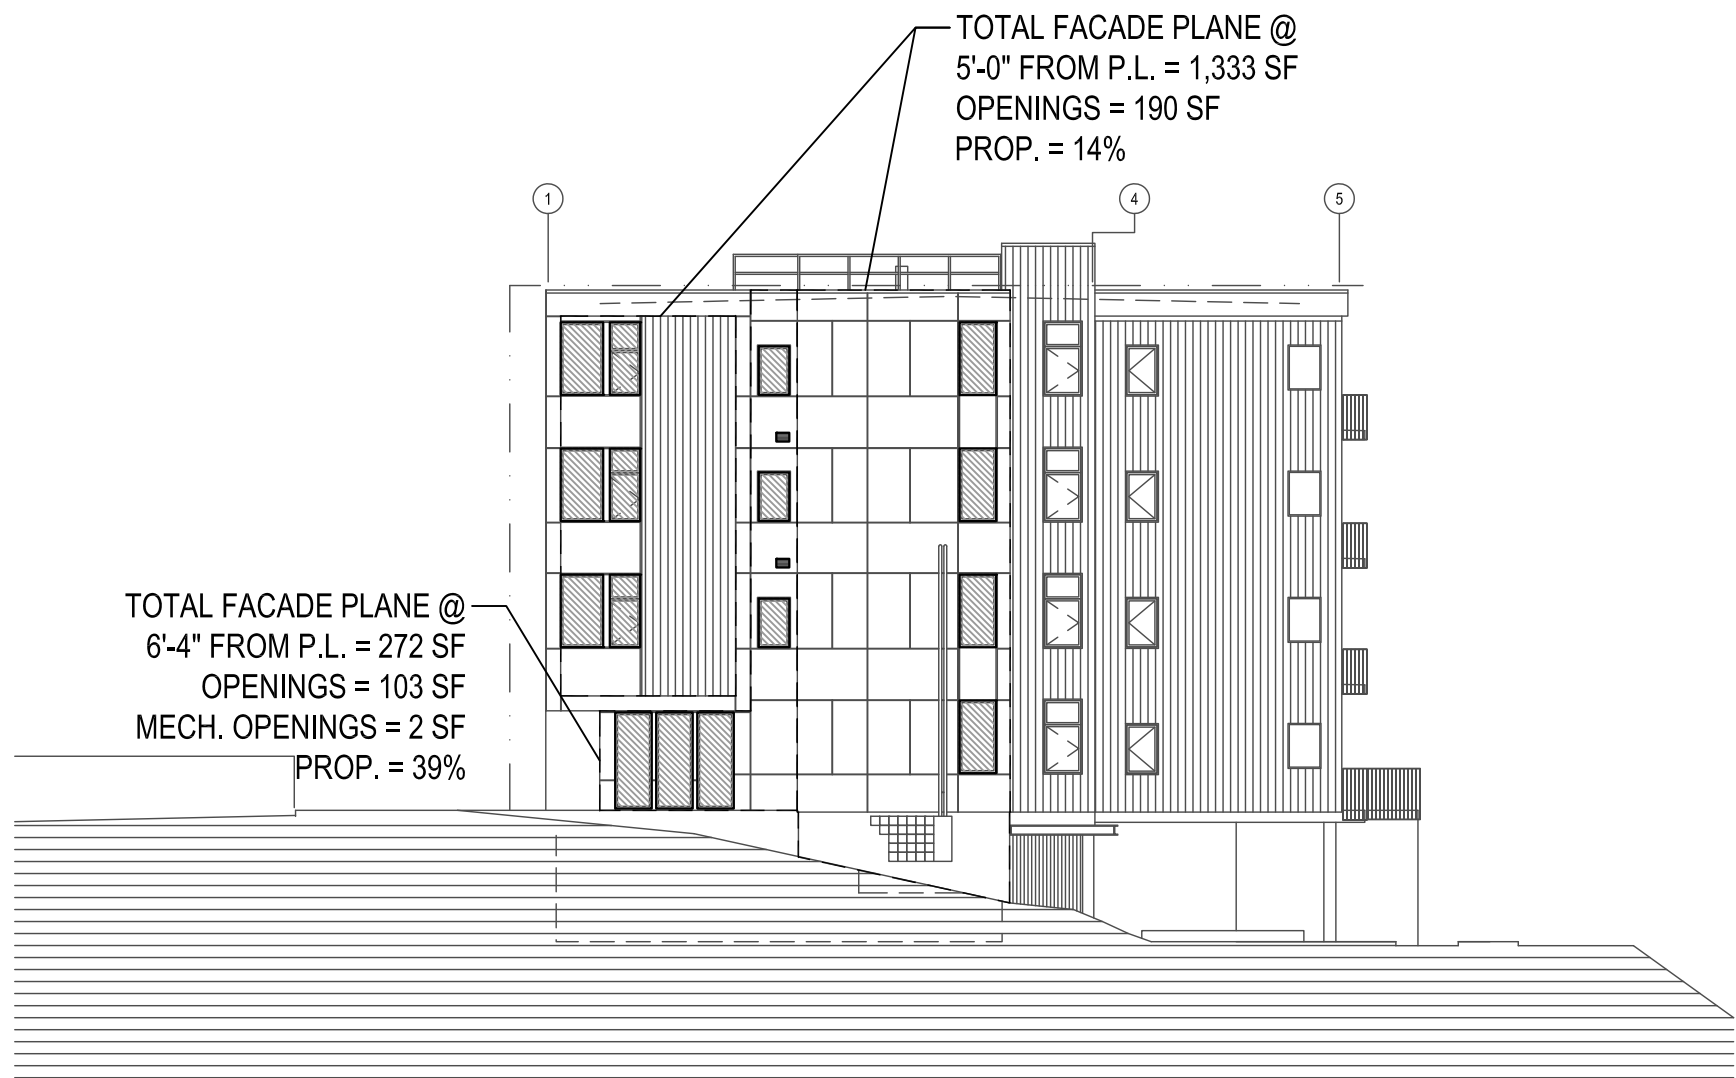 TOTAL FACADE PLANE @
5'-0" FROM P.L. = 1,333 SF
OPENINGS = 190 SF
PROP. = 14%
1
4
5
TOTAL FACADE PLANE @
6'-4" FROM P.L. = 272 SF
OPENINGS = 103 SF
MECH. OPENINGS = 2 SF
PROP. = 39%